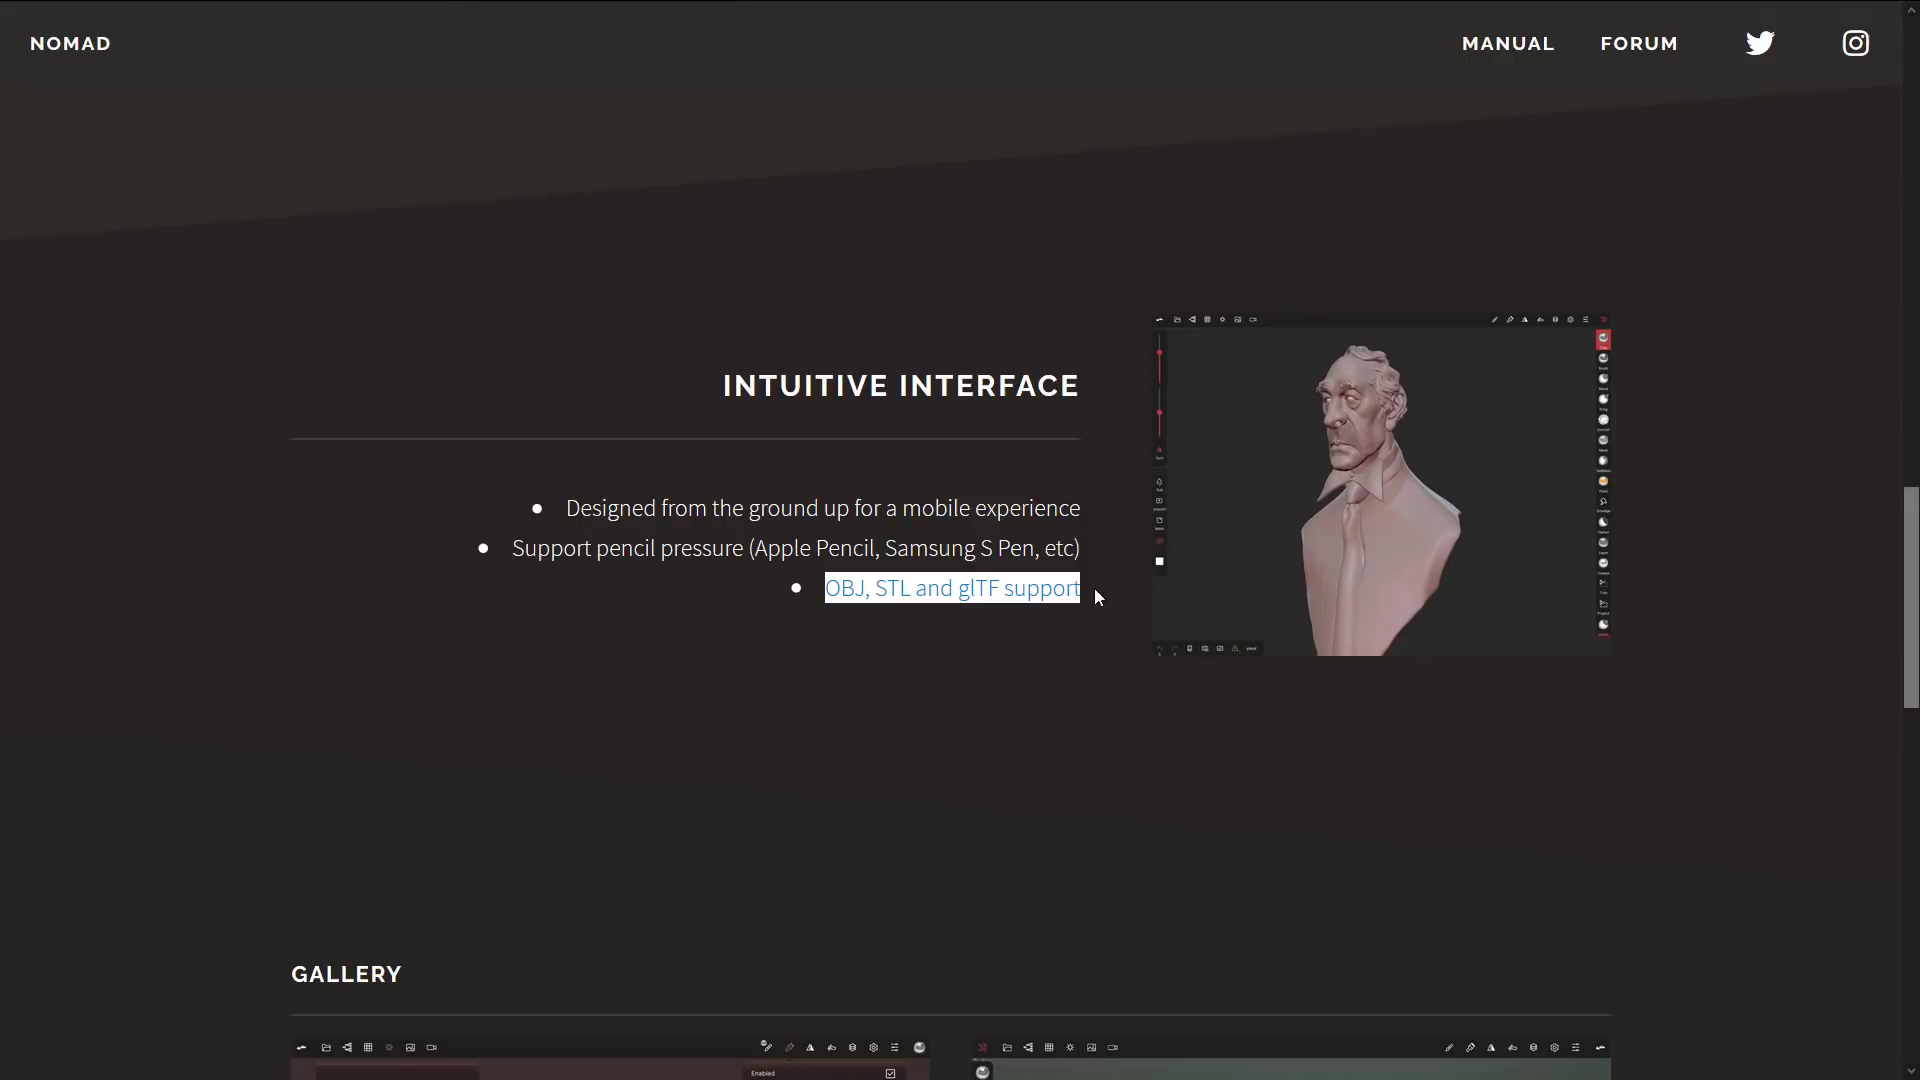 NOMAD
MANUAL
FORUM
INTUITIVE INTERFACE
Designed from the ground up for a mobile experience
Support pencil pressure (Apple Pencil, Samsung S Pen, etc)
OBJ, STL and glTF support
GALLERY
Enabled